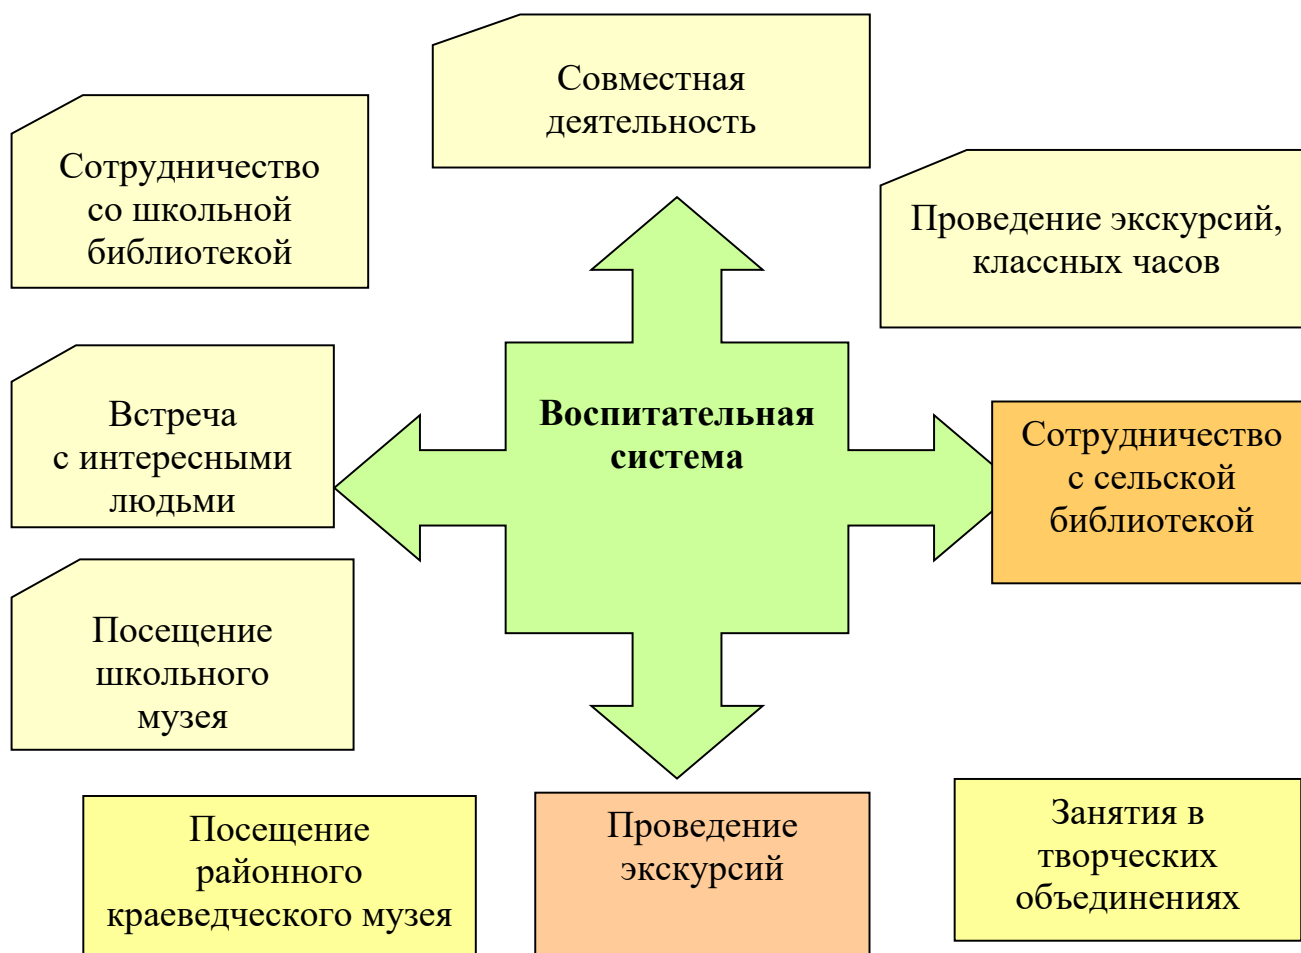 Совместная
деятельность
Сотрудничество
со школьной
библиотекой
Проведение экскурсий,
классных часов
Встреча
с интересными
людьми
Воспитательная
система
Сотрудничество
с сельской
библиотекой
Посещение
школьного
музея
Посещение
районного
краеведческого музея
Проведение
экскурсий
Занятия в
творческих
объединениях